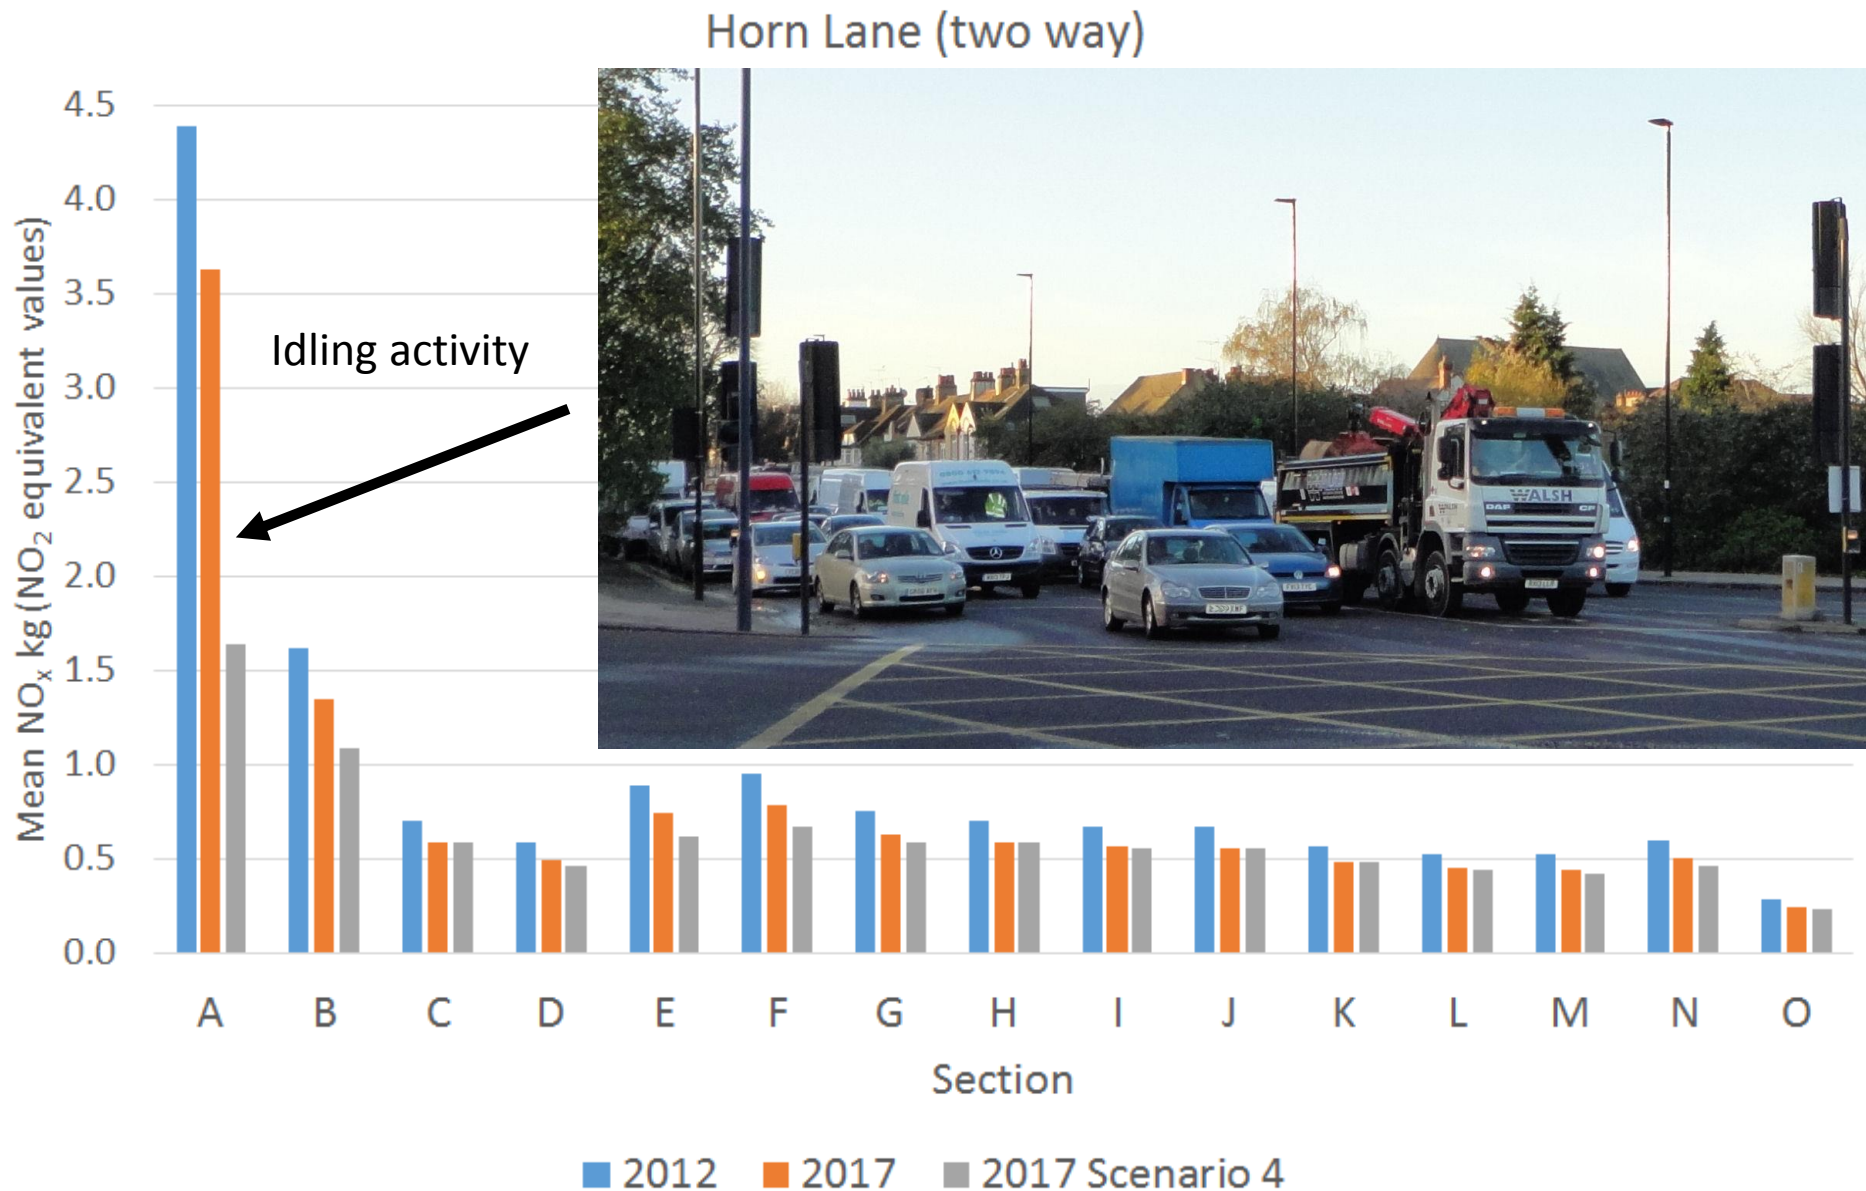 Horn Lane (two way)
Mean NOₓ kg (NO₂ equivalent values)
4.5
4.0
3.5
3.0
2.5
2.0
1.5
1.0
0.5
0.0
Idling activity
WALSH
DAF CF
A B C D E F G H I J K L M N O
Section
2012 2017 2017 Scenario 4